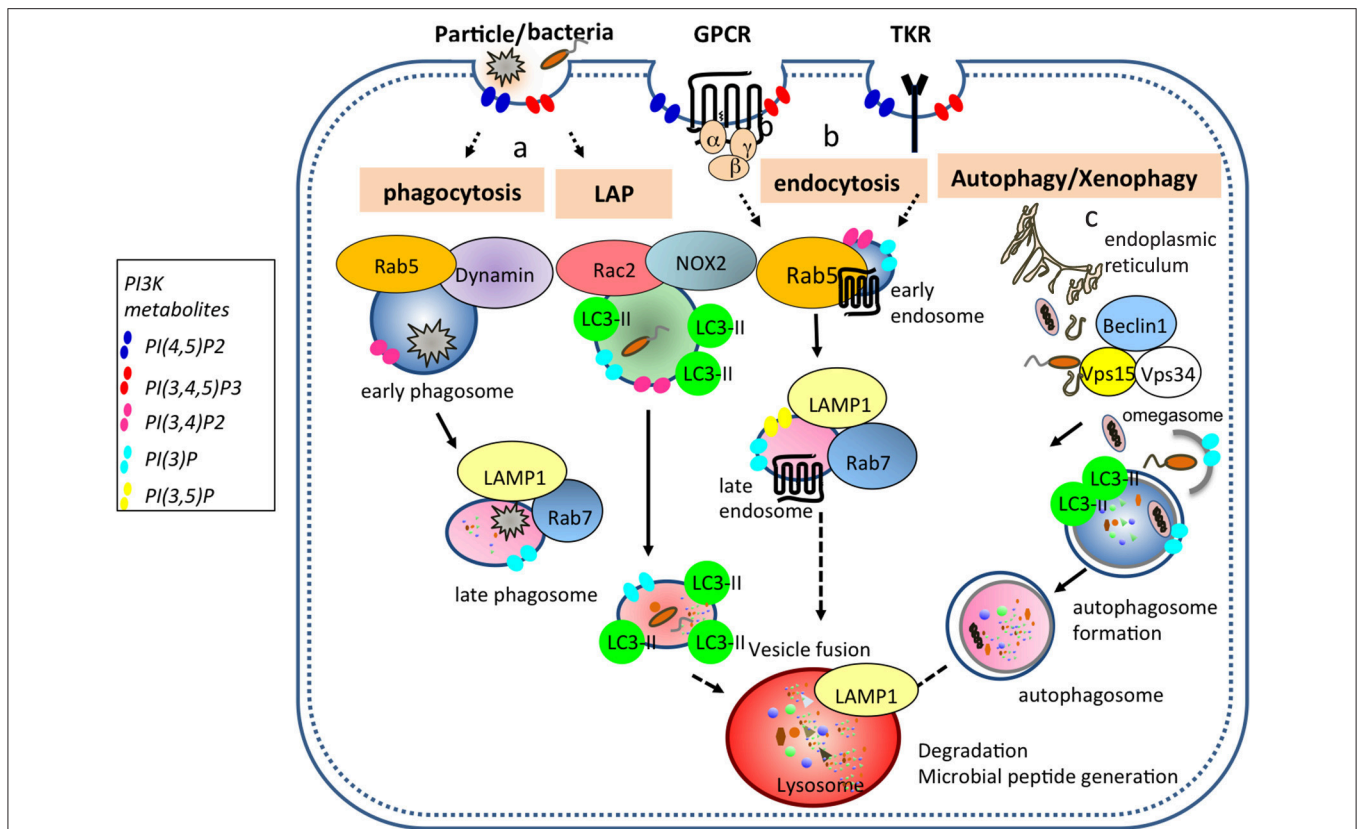 Particle/bacteria
GPCR
TKR
a
b
b
α
γ
β
phagocytosis
LAP
endocytosis
Autophagy/Xenophagy
c
endoplasmic
reticulum
PI3K
metabolites
PI(4,5)P2
PI(3,4,5)P3
PI(3,4)P2
PI(3)P
PI(3,5)P
Rab5
Dynamin
early phagosome
LAMP1
Rab7
late phagosome
Rac2
NOX2
LC3-II
LC3-II
LC3-II
LC3-II
LC3-II
LC3-II
Rab5
early
endosome
LAMP1
Rab7
late
endosome
Beclin1
Vps15
Vps34
omegasome
LC3-II
LC3-II
autophagosome
formation
autophagosome
Vesicle fusion
LAMP1
Lysosome
Degradation
Microbial peptide generation